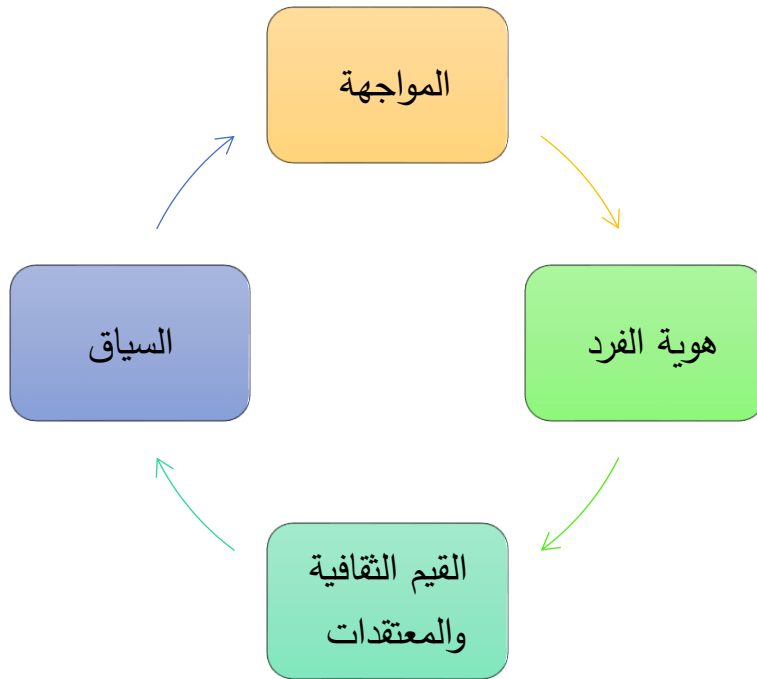 المواجهة
هوية الفرد
القيم الثقافية
والمعتقدات
السياق